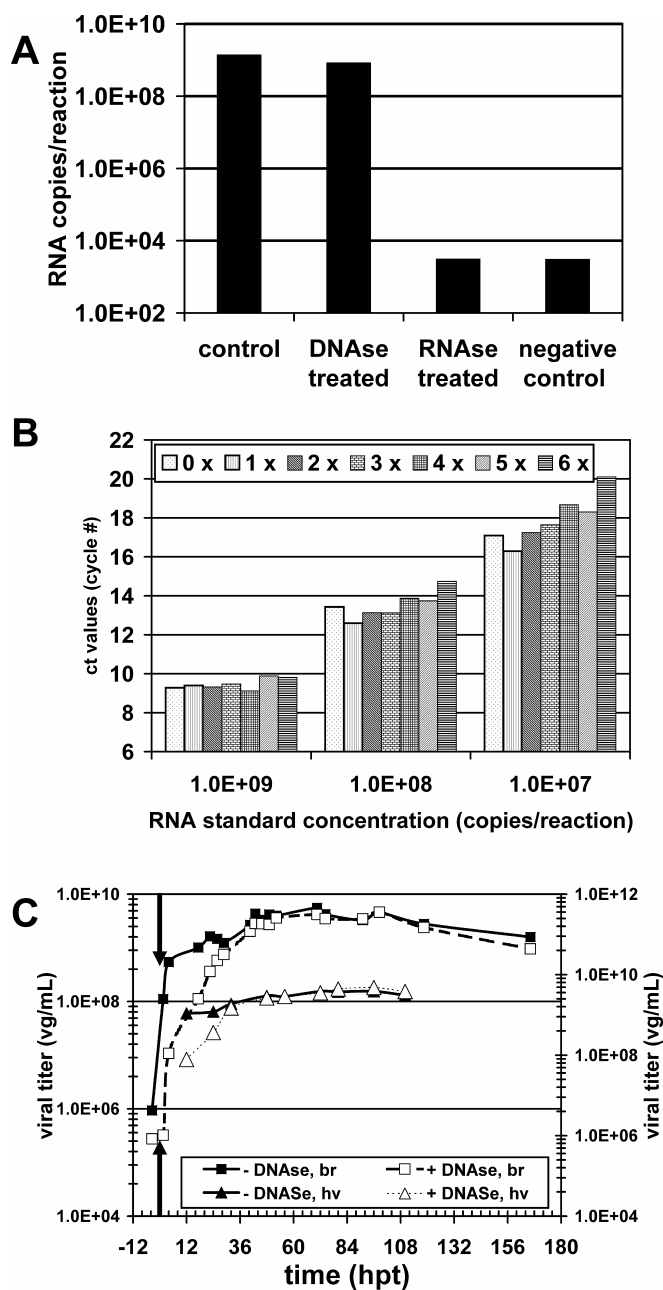 A
RNA copies/reaction
1.0E+10
1.0E+08
1.0E+06
1.0E+04
1.0E+02
control
DNAse treated
RNAse treated
negative control
B
ct values (cycle #)
22
20
18
16
14
12
10
8
6
0 x 1 x 2 x 3 x 4 x 5 x 6 x
1.0E+09 1.0E+08 1.0E+07
RNA standard concentration (copies/reaction)
C
viral titer (vg/mL)
1.0E+10
1.0E+08
1.0E+06
1.0E+04
1.0E+12
1.0E+10
1.0E+08
1.0E+06
1.0E+04
viral titer (vg/mL)
- DNAse, br + DNAse, br
- DNASe, hv + DNASe, hv
-12 12 36 60 84 108 132 156 180
time (hpt)